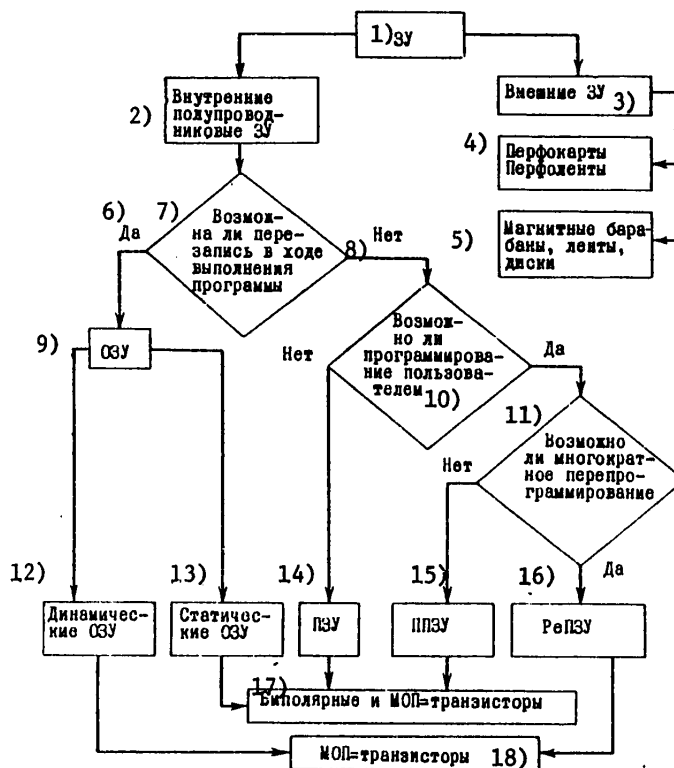 1) ЗУ
2) Внутренние
полупровод-
никовые ЗУ
Внешние ЗУ 3)
4) Перфокарты
Перфоленты
5) Магнитные бара-
баны, ленты,
диски
6) Да
7) Возмож-
на ли пере-
запись в ходе
выполнения
программы
8) Нет
9) ОЗУ
Нет
Возмож-
но ли
программирова-
ние пользова-
телем 10)
Да
11) Возможно
ли многократ-
ное перепро-
граммирование
Нет
Да
12) Динамичес-
кие ОЗУ
13) Статичес-
кие ОЗУ
14) ПЗУ
15) ППЗУ
16) РеПЗУ
17) Биполярные и МОП=транзисторы
МОП=транзисторы 18)